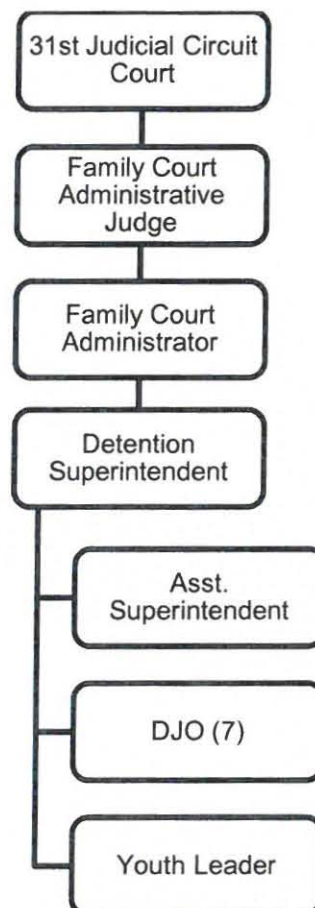 31st Judicial Circuit
Court
Family Court
Administrative
Judge
Family Court
Administrator
Detention
Superintendent
Asst.
Superintendent
DJO (7)
Youth Leader